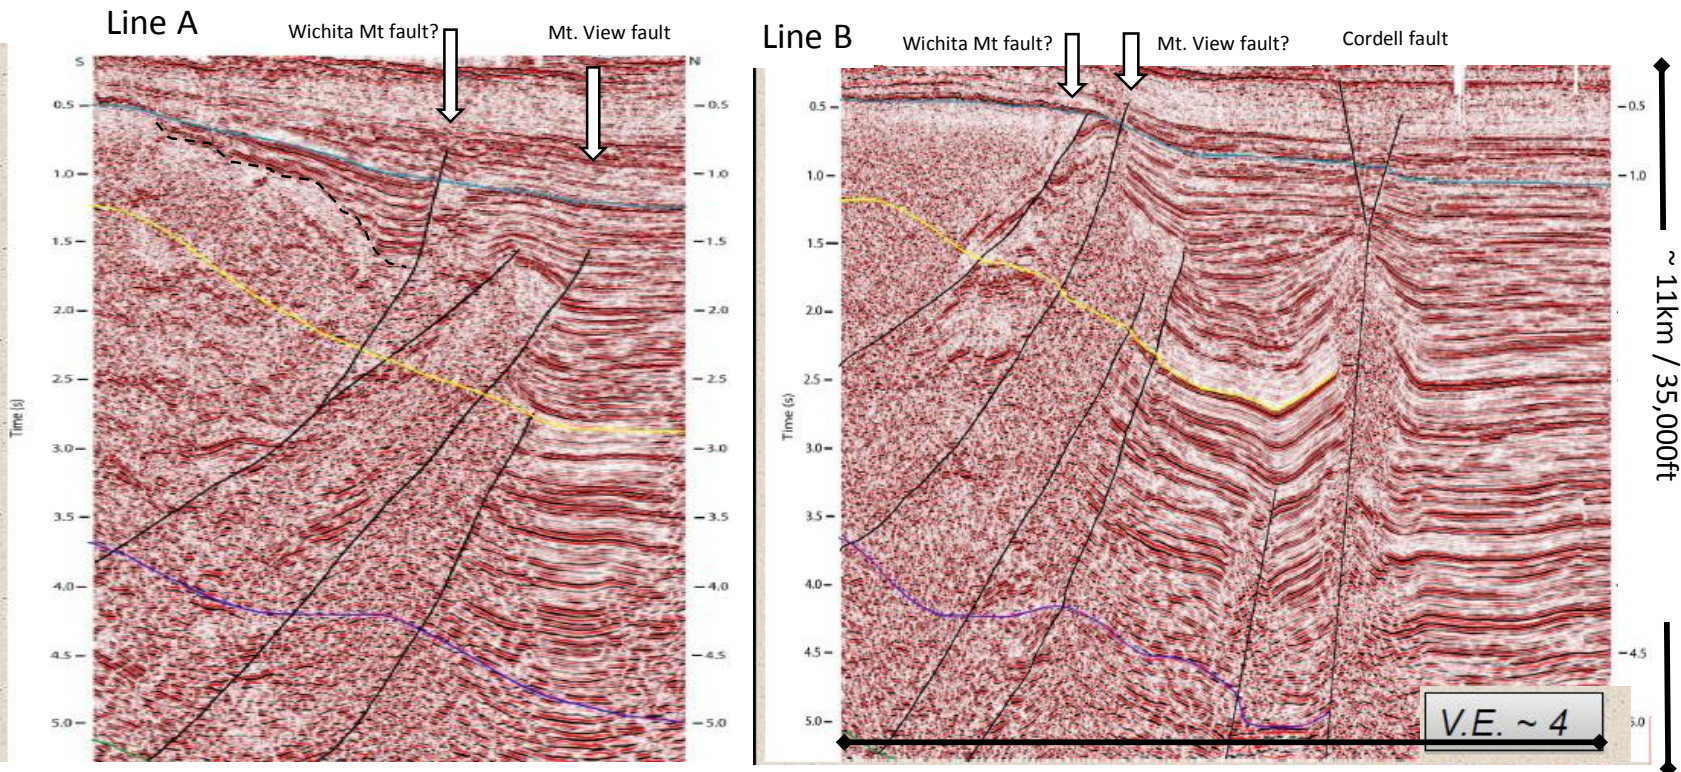 Line A
Wichita Mt fault?
Mt. View fault
Line B
Wichita Mt fault?
Mt. View fault?
Cordell fault
S
N
0.5
1.0
1.5
2.0
2.5
3.0
3.5
4.0
4.5
5.0
Time (s)
0.5
1.0
1.5
2.0
2.5
3.0
3.5
4.0
4.5
5.0
0.5
1.0
1.5
2.0
2.5
3.0
3.5
4.0
4.5
5.0
Time (s)
0.5
1.0
4.5
5.0
~ 11km / 35,000ft
V.E. ~ 4